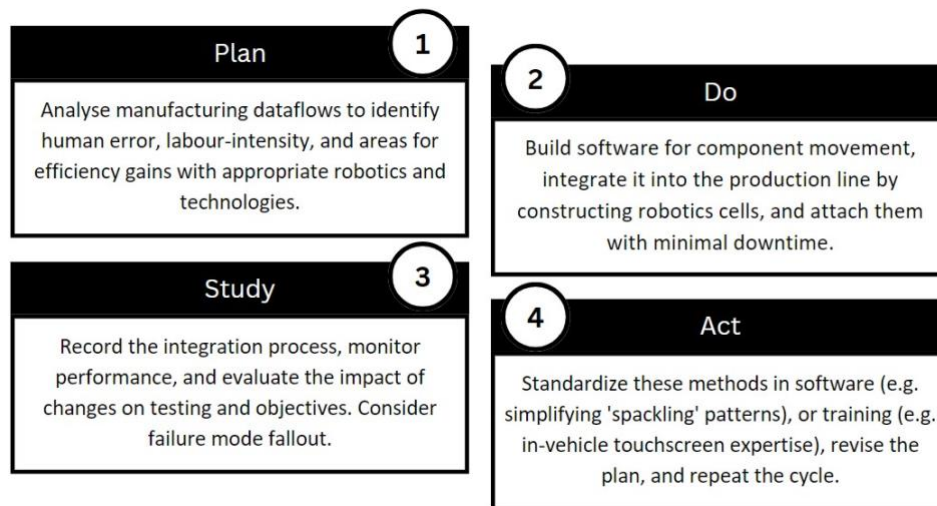 1
Plan
Analyse manufacturing dataflows to identify
human error, labour-intensity, and areas for
efficiency gains with appropriate robotics and
technologies.
2
Do
Build software for component movement,
integrate it into the production line by
constructing robotics cells, and attach them
with minimal downtime.
3
Study
Record the integration process, monitor
performance, and evaluate the impact of
changes on testing and objectives. Consider
failure mode fallout.
4
Act
Standardize these methods in software (e.g.
simplifying 'spackling' patterns), or training (e.g.
in-vehicle touchscreen expertise), revise the
plan, and repeat the cycle.